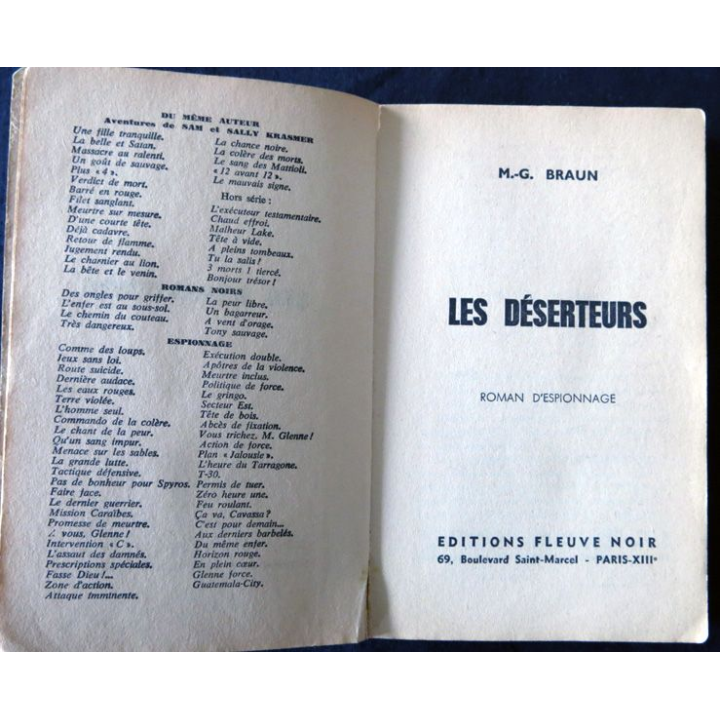 DU MÊME AUTEUR
Aventures de SAM et SALLY KRASMER
Une fille tranquille.
La belle et Satan.
Massacre au ralenti.
Un goût de sauvage.
Plus « 4 ».
Verdict de mort.
Barré en rouge.
Filet sanglant.
Meurtre sur mesure.
D'une courte tête.
Déjà cadavre.
Retour de flamme.
Jugement rendu.
Le charnier au lion.
La bête et le venin.
La chance noire.
La colère des morts.
Le sang des Mattioli.
« 12 avant 12 ».
Le mauvais signe.
Hors série :
L'exécuteur testamentaire.
Chaud effroi.
Malheur Lake.
Tête à vide.
A pleins tombeaux.
Tu la salis !
3 morts 1 tiercé.
Bonjour trésor !
ROMANS NOIRS
Des ongles pour griffer.
L'enfer est au sous-sol.
Le chemin du couteau.
Très dangereux.
La peur libre.
Un bagarreur.
A vent d'orage.
Tony sauvage.
ESPIONNAGE
Comme des loups.
Jeux sans loi.
Route suicide.
Dernière audace.
Les eaux rouges.
Terre violée.
L'homme seul.
Commando de la colère.
Le chant de la peur.
Qu'un sang impur.
Menace sur les sables.
La grande lutte.
Tactique défensive.
Pas de bonheur pour Spyros.
Faire face.
Le dernier guerrier.
Mission Caraïbes.
Promesse de meurtre.
vous, Glenne !
Intervention « C ».
L'assaut des damnés.
Prescriptions spéciales.
Fasse Dieu !...
Zone d'action.
Attaque imminente.
Exécution double.
Apôtres de la violence.
Meurtre inclus.
Politique de force.
Le gringo.
Secteur Est.
Tête de bois.
Abcès de fixation.
Vous trichez, M. Glenne !
Action de force.
Plan « Jalousie ».
L'heure du Tarragone.
T-30.
Permis de tuer.
Zéro heure une.
Feu roulant.
Ça va, Cavassa ?
C'est pour demain...
Aux derniers barbelés.
Du même enfer.
Horizon rouge.
En plein cœur.
Glenne force.
Guatemala-City.
M.-G. BRAUN
LES DÉSERTEURS
ROMAN D'ESPIONNAGE
EDITIONS FLEUVE NOIR
69, Boulevard Saint-Marcel - PARIS-XIIIe